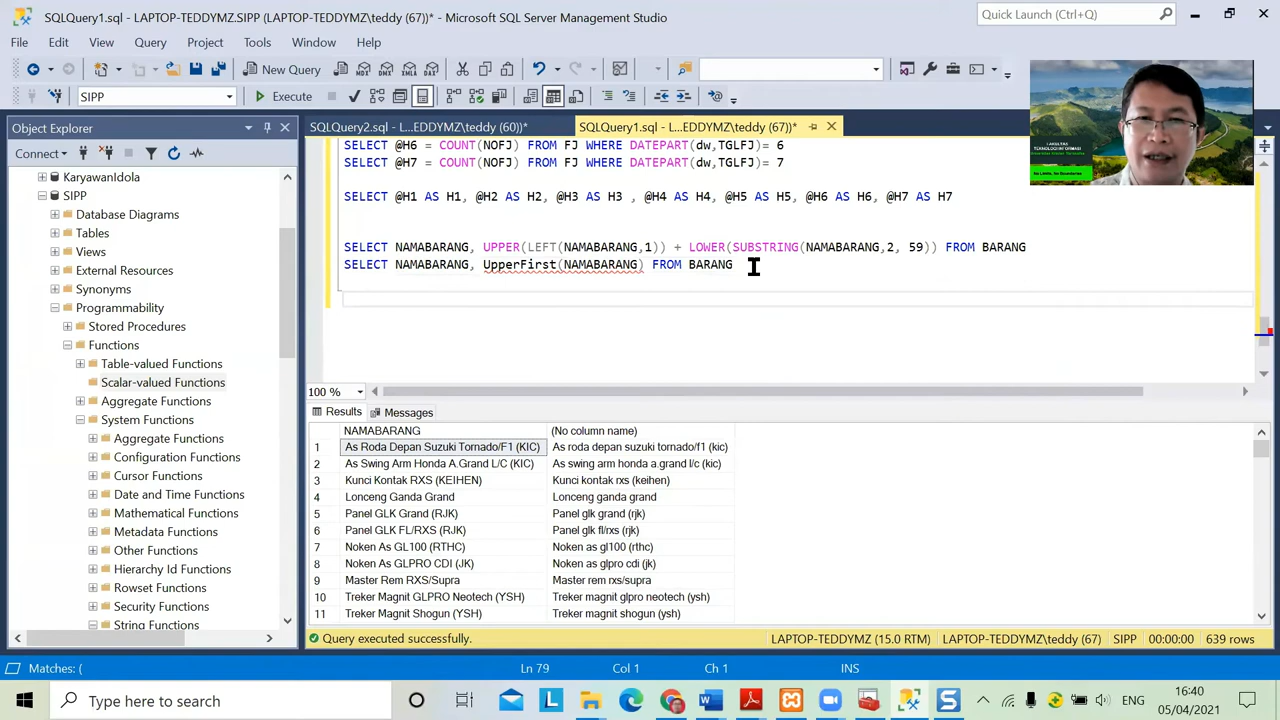 SQLQuery1.sql - LAPTOP-TEDDYMZ.SIPP (LAPTOP-TEDDYMZ\teddy (67))* - Microsoft SQL Server Management Studio
Quick Launch (Ctrl+Q)
File Edit View Query Project Tools Window Help
New Query
MDX DMX XMLA DAX
SIPP
Execute
Object Explorer
SQLQuery2.sql - L...EDDYMZ\teddy (60))*
SQLQuery1.sql - L...EDDYMZ\teddy (67))*
Connect
KaryawanIdola
SIPP
Database Diagrams
Tables
Views
External Resources
Synonyms
Programmability
Stored Procedures
Functions
Table-valued Functions
Scalar-valued Functions
Aggregate Functions
System Functions
Aggregate Functions
Configuration Functions
Cursor Functions
Date and Time Functions
Mathematical Functions
Metadata Functions
Other Functions
Hierarchy Id Functions
Rowset Functions
Security Functions
String Functions
SELECT @H6 = COUNT(NOFJ) FROM FJ WHERE DATEPART(dw,TGLFJ)= 6
SELECT @H7 = COUNT(NOFJ) FROM FJ WHERE DATEPART(dw,TGLFJ)= 7
SELECT @H1 AS H1, @H2 AS H2, @H3 AS H3 , @H4 AS H4, @H5 AS H5, @H6 AS H6, @H7 AS H7
SELECT NAMABARANG, UPPER(LEFT(NAMABARANG,1)) + LOWER(SUBSTRING(NAMABARANG,2, 59)) FROM BARANG
SELECT NAMABARANG, UpperFirst(NAMABARANG) FROM BARANG
FAKULTAS
TEKNOLOGI INFORMASI
No Limits, No Boundaries
100 %
Results Messages
NAMABARANG (No column name)
1 As Roda Depan Suzuki Tornado/F1 (KIC) As roda depan suzuki tornado/f1 (kic)
2 As Swing Arm Honda A.Grand L/C (KIC) As swing arm honda a.grand l/c (kic)
3 Kunci Kontak RXS (KEIHEN) Kunci kontak rxs (keihen)
4 Lonceng Ganda Grand Lonceng ganda grand
5 Panel GLK Grand (RJK) Panel glk grand (rjk)
6 Panel GLK FL/RXS (RJK) Panel glk fl/rxs (rjk)
7 Noken As GL100 (RTHC) Noken as gl100 (rthc)
8 Noken As GLPRO CDI (JK) Noken as glpro cdi (jk)
9 Master Rem RXS/Supra Master rem rxs/supra
10 Treker Magnit GLPRO Neotech (YSH) Treker magnit glpro neotech (ysh)
11 Treker Magnit Shogun (YSH) Treker magnit shogun (ysh)
Query executed successfully.
LAPTOP-TEDDYMZ (15.0 RTM) LAPTOP-TEDDYMZ\teddy (67) SIPP 00:00:00 639 rows
Matches: ( Ln 79 Col 1 Ch 1 INS
Type here to search
ENG
16:40
05/04/2021